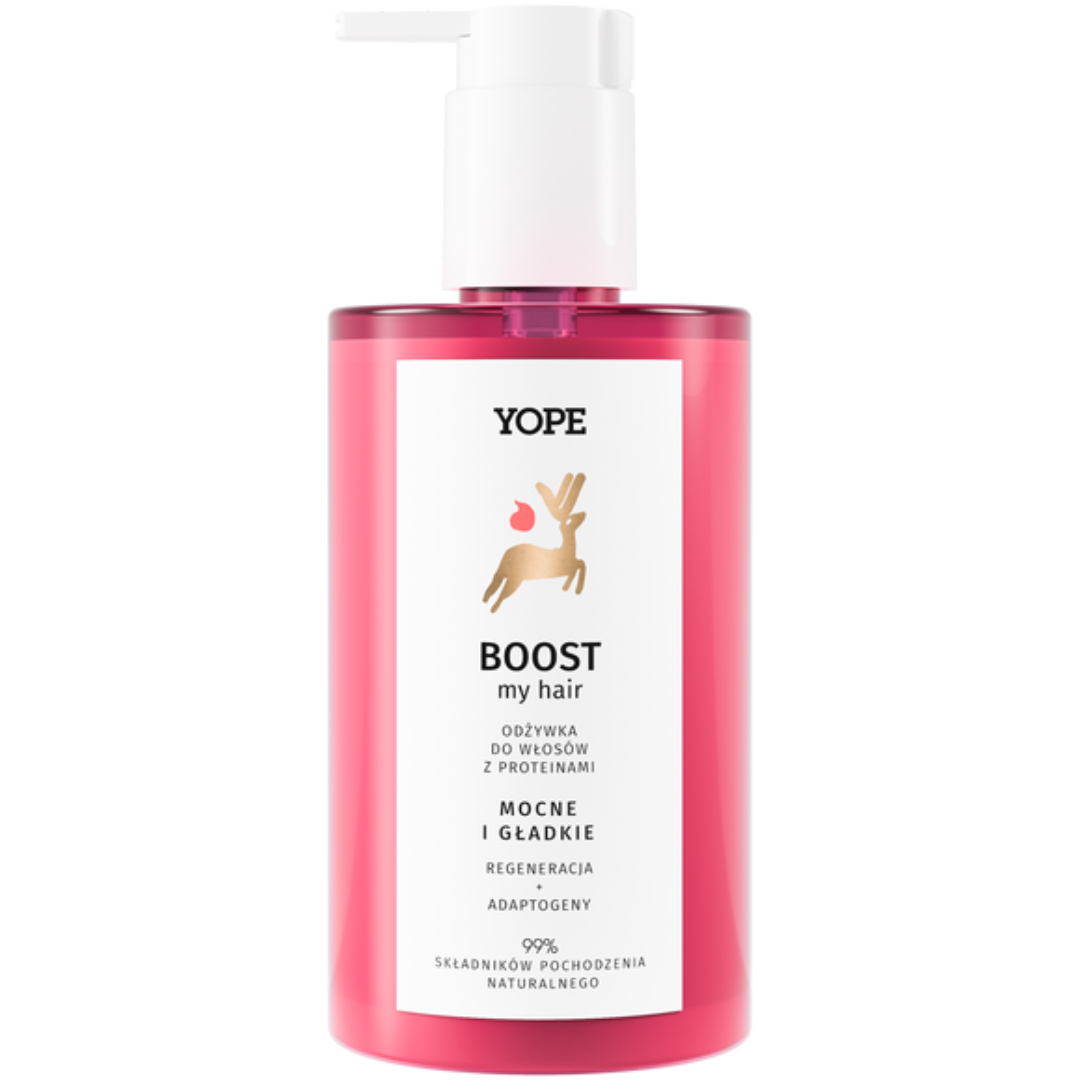 YOPE
BOOST
my hair
ODŻYWKA
DO WŁOSÓW
Z PROTEINAMI
MOCNE
I GŁADKIE
REGENERACJA
+
ADAPTOGENY
99%
SKŁADNIKÓW POCHODZENIA
NATURALNEGO